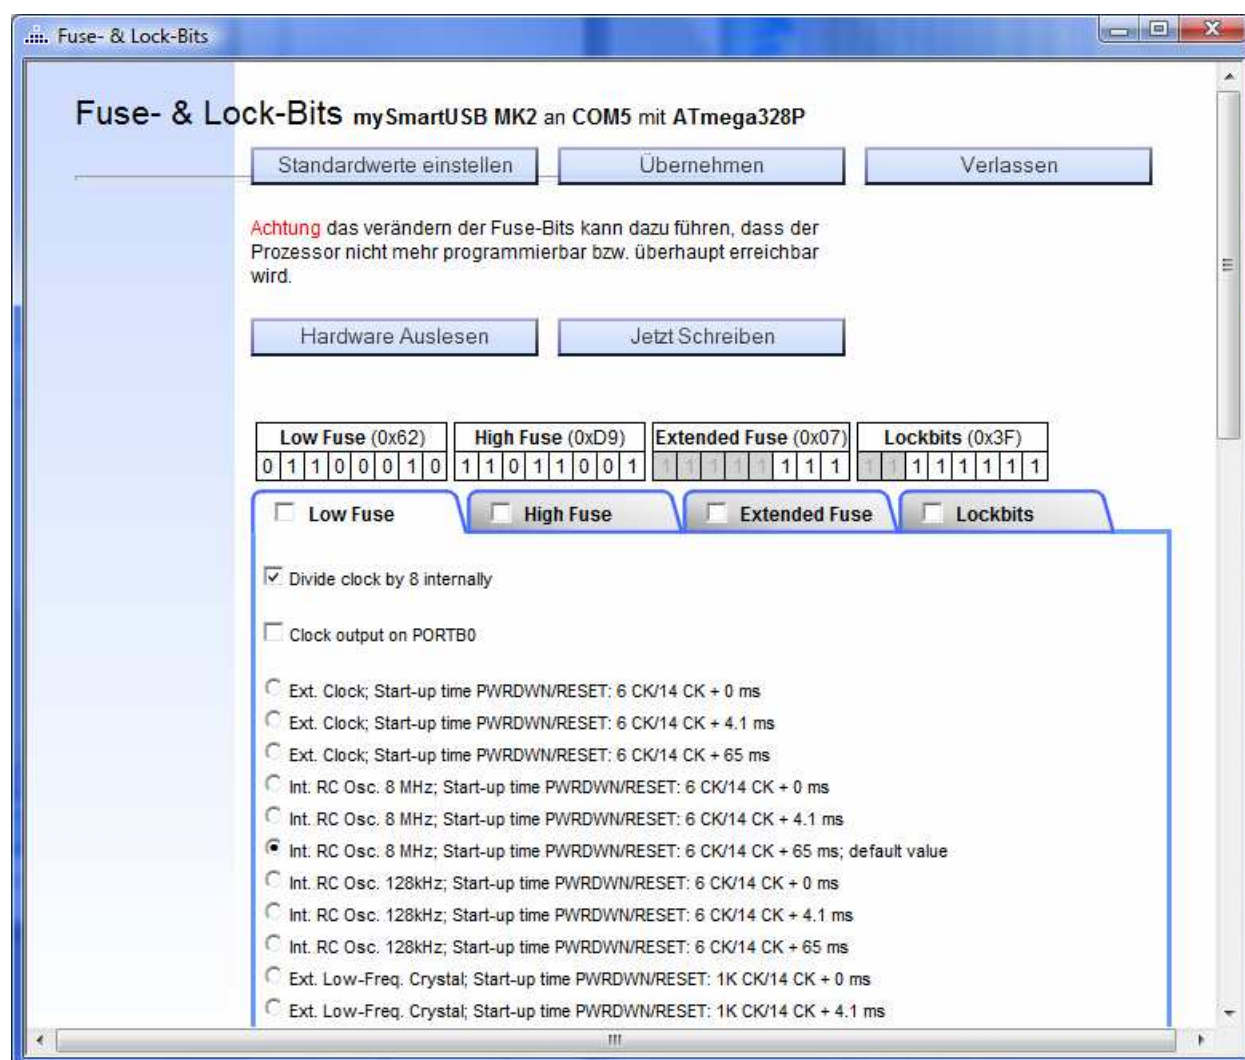 Fuse- & Lock-Bits
Fuse- & Lock-Bits mySmartUSB MK2 an COM5 mit ATmega328P
Standardwerte einstellen Übernehmen Verlassen
Achtung das verändern der Fuse-Bits kann dazu führen, dass der
Prozessor nicht mehr programmierbar bzw. überhaupt erreichbar
wird.
Hardware Auslesen Jetzt Schreiben
Low Fuse (0x62) High Fuse (0xD9) Extended Fuse (0x07) Lockbits (0x3F)
0 1 1 0 0 0 1 0 1 1 0 1 1 0 0 1 1 1 1 1 1 1 1 1 1 1 1 1 1 1 1 1
Low Fuse High Fuse Extended Fuse Lockbits
Divide clock by 8 internally
Clock output on PORTB0
Ext. Clock; Start-up time PWRDWN/RESET: 6 CK/14 CK + 0 ms
Ext. Clock; Start-up time PWRDWN/RESET: 6 CK/14 CK + 4.1 ms
Ext. Clock; Start-up time PWRDWN/RESET: 6 CK/14 CK + 65 ms
Int. RC Osc. 8 MHz; Start-up time PWRDWN/RESET: 6 CK/14 CK + 0 ms
Int. RC Osc. 8 MHz; Start-up time PWRDWN/RESET: 6 CK/14 CK + 4.1 ms
Int. RC Osc. 8 MHz; Start-up time PWRDWN/RESET: 6 CK/14 CK + 65 ms; default value
Int. RC Osc. 128kHz; Start-up time PWRDWN/RESET: 6 CK/14 CK + 0 ms
Int. RC Osc. 128kHz; Start-up time PWRDWN/RESET: 6 CK/14 CK + 4.1 ms
Int. RC Osc. 128kHz; Start-up time PWRDWN/RESET: 6 CK/14 CK + 65 ms
Ext. Low-Freq. Crystal; Start-up time PWRDWN/RESET: 1K CK/14 CK + 0 ms
Ext. Low-Freq. Crystal; Start-up time PWRDWN/RESET: 1K CK/14 CK + 4.1 ms